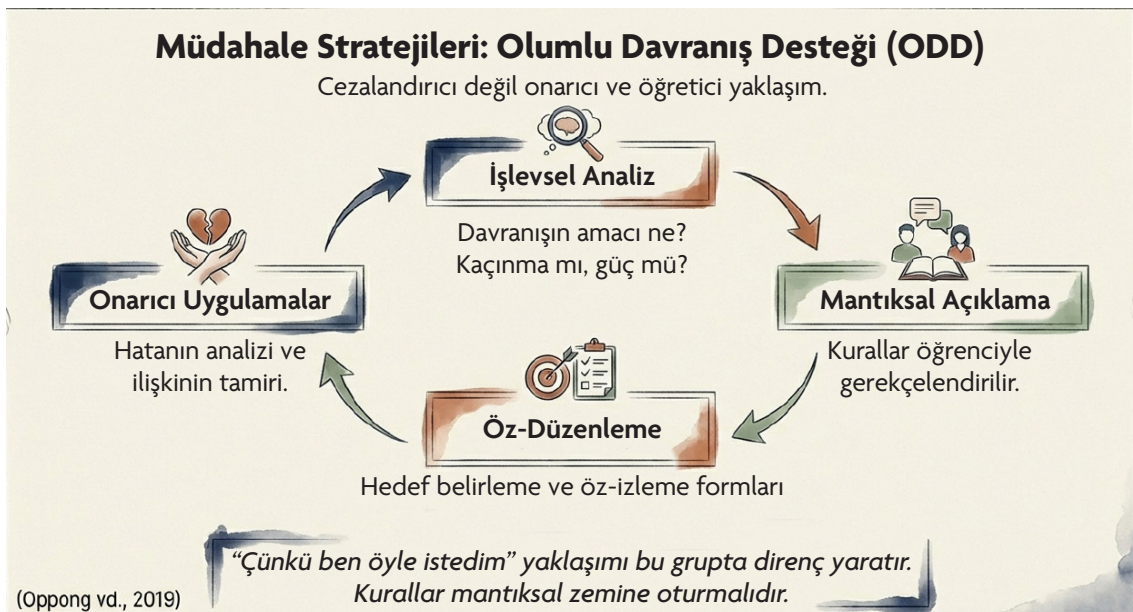 Müdahale Stratejileri: Olumlu Davranış Desteği (ODD)
Cezalandırıcı değil onarıcı ve öğretici yaklaşım.
İşlevsel Analiz
Davranışın amacı ne?
Kaçınma mı, güç mü?
Mantıksal Açıklama
Kurallar öğrenciyle
gerekçelendirilir.
Öz-Düzenleme
Hedef belirleme ve öz-izleme formları
Onarıcı Uygulamalar
Hatanın analizi ve
ilişkinin tamiri.
“Çünkü ben öyle istedim” yaklaşımı bu grupta direnç yaratır.
Kurallar mantıksal zemine oturmalıdır.
(Oppong vd., 2019)